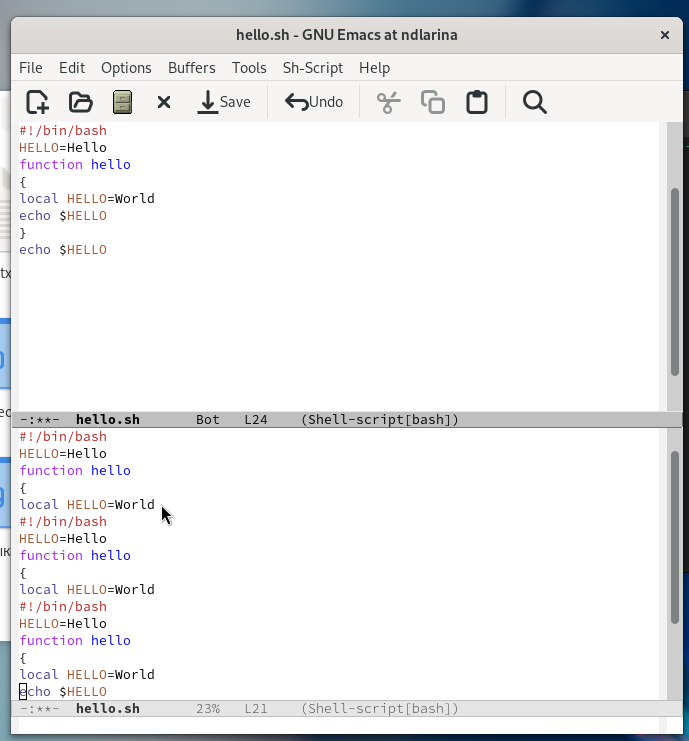 hello.sh - GNU Emacs at ndlarina
File Edit Options Buffers Tools Sh-Script Help
Save Undo
#!/bin/bash
HELLO=Hello
function hello
{
local HELLO=World
echo $HELLO
}
echo $HELLO
-:**- hello.sh Bot L24 (Shell-script[bash])
#!/bin/bash
HELLO=Hello
function hello
{
local HELLO=World
#!/bin/bash
HELLO=Hello
function hello
{
local HELLO=World
#!/bin/bash
HELLO=Hello
function hello
{
local HELLO=World
echo $HELLO
-:**- hello.sh 23% L21 (Shell-script[bash])